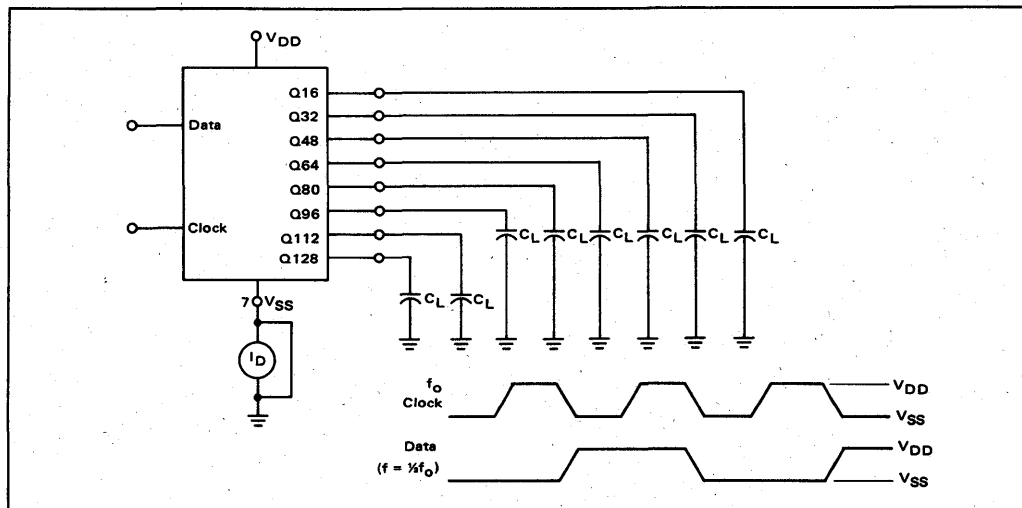 VDD
Data
Clock
Q16
Q32
Q48
Q64
Q80
Q96
Q112
Q128
CL
CL
CL
CL
CL
CL
CL
CL
7
VSS
ID
fo
Clock
VDD
VSS
Data
(f = ½fo)
VDD
VSS